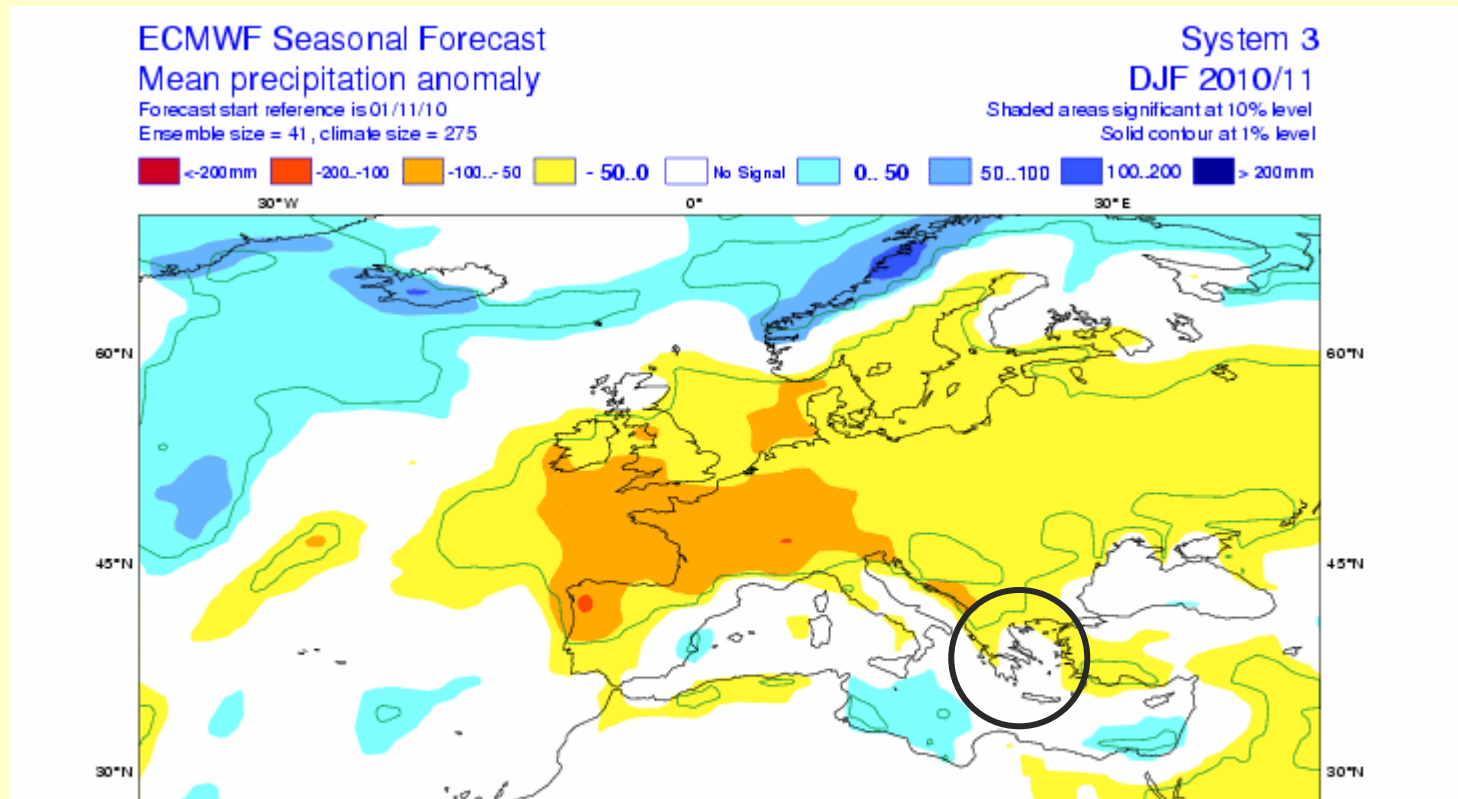 ECMWF Seasonal Forecast
System 3
Mean precipitation anomaly
DJF 2010/11
Forecast start reference is 01/11/10
Shaded areas significant at 10% level
Ensemble size = 41, climate size = 275
Solid contour at 1% level
<-200mm -200..-100 -100..-50 -50..0 No Signal 0..50 50..100 100..200 > 200mm
30°W 0° 30°E
60°N 60°N
45°N 45°N
30°N 30°N